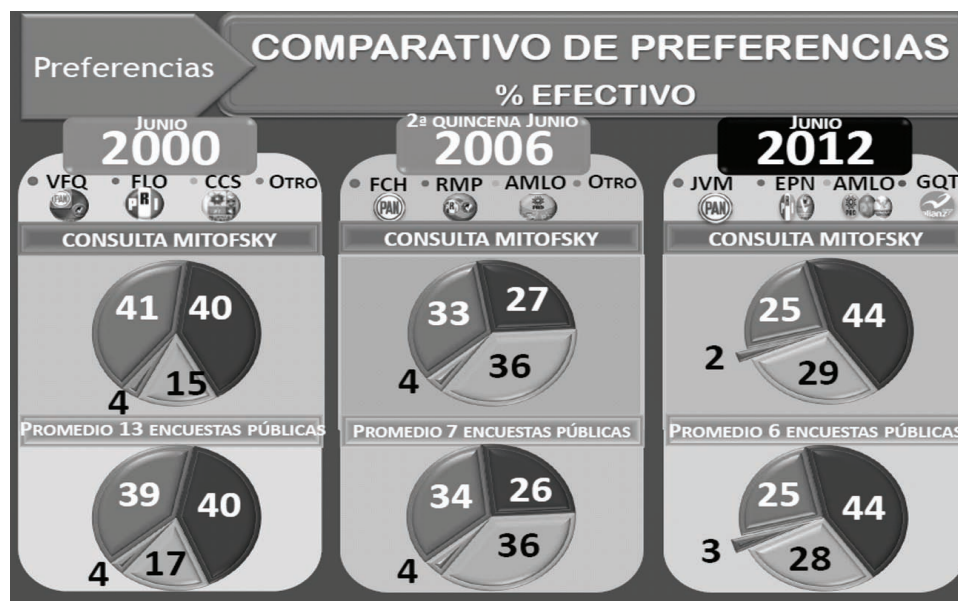 Preferencias
COMPARATIVO DE PREFERENCIAS
% EFECTIVO
JUNIO
2000
• VFQ • FLO • CCS • OTRO
PAN PRI
CONSULTA MITOFSKY
41 40
15
4
PROMEDIO 13 ENCUESTAS PÚBLICAS
39 40
17
4
2ª QUINCENA JUNIO
2006
• FCH • RMP • AMLO • OTRO
PAN PRD
CONSULTA MITOFSKY
33 27
36
4
PROMEDIO 7 ENCUESTAS PÚBLICAS
34 26
36
4
JUNIO
2012
• JVM • EPN • AMLO • GQT
PAN PRD
CONSULTA MITOFSKY
25 44
2
29
PROMEDIO 6 ENCUESTAS PÚBLICAS
25 44
3
28